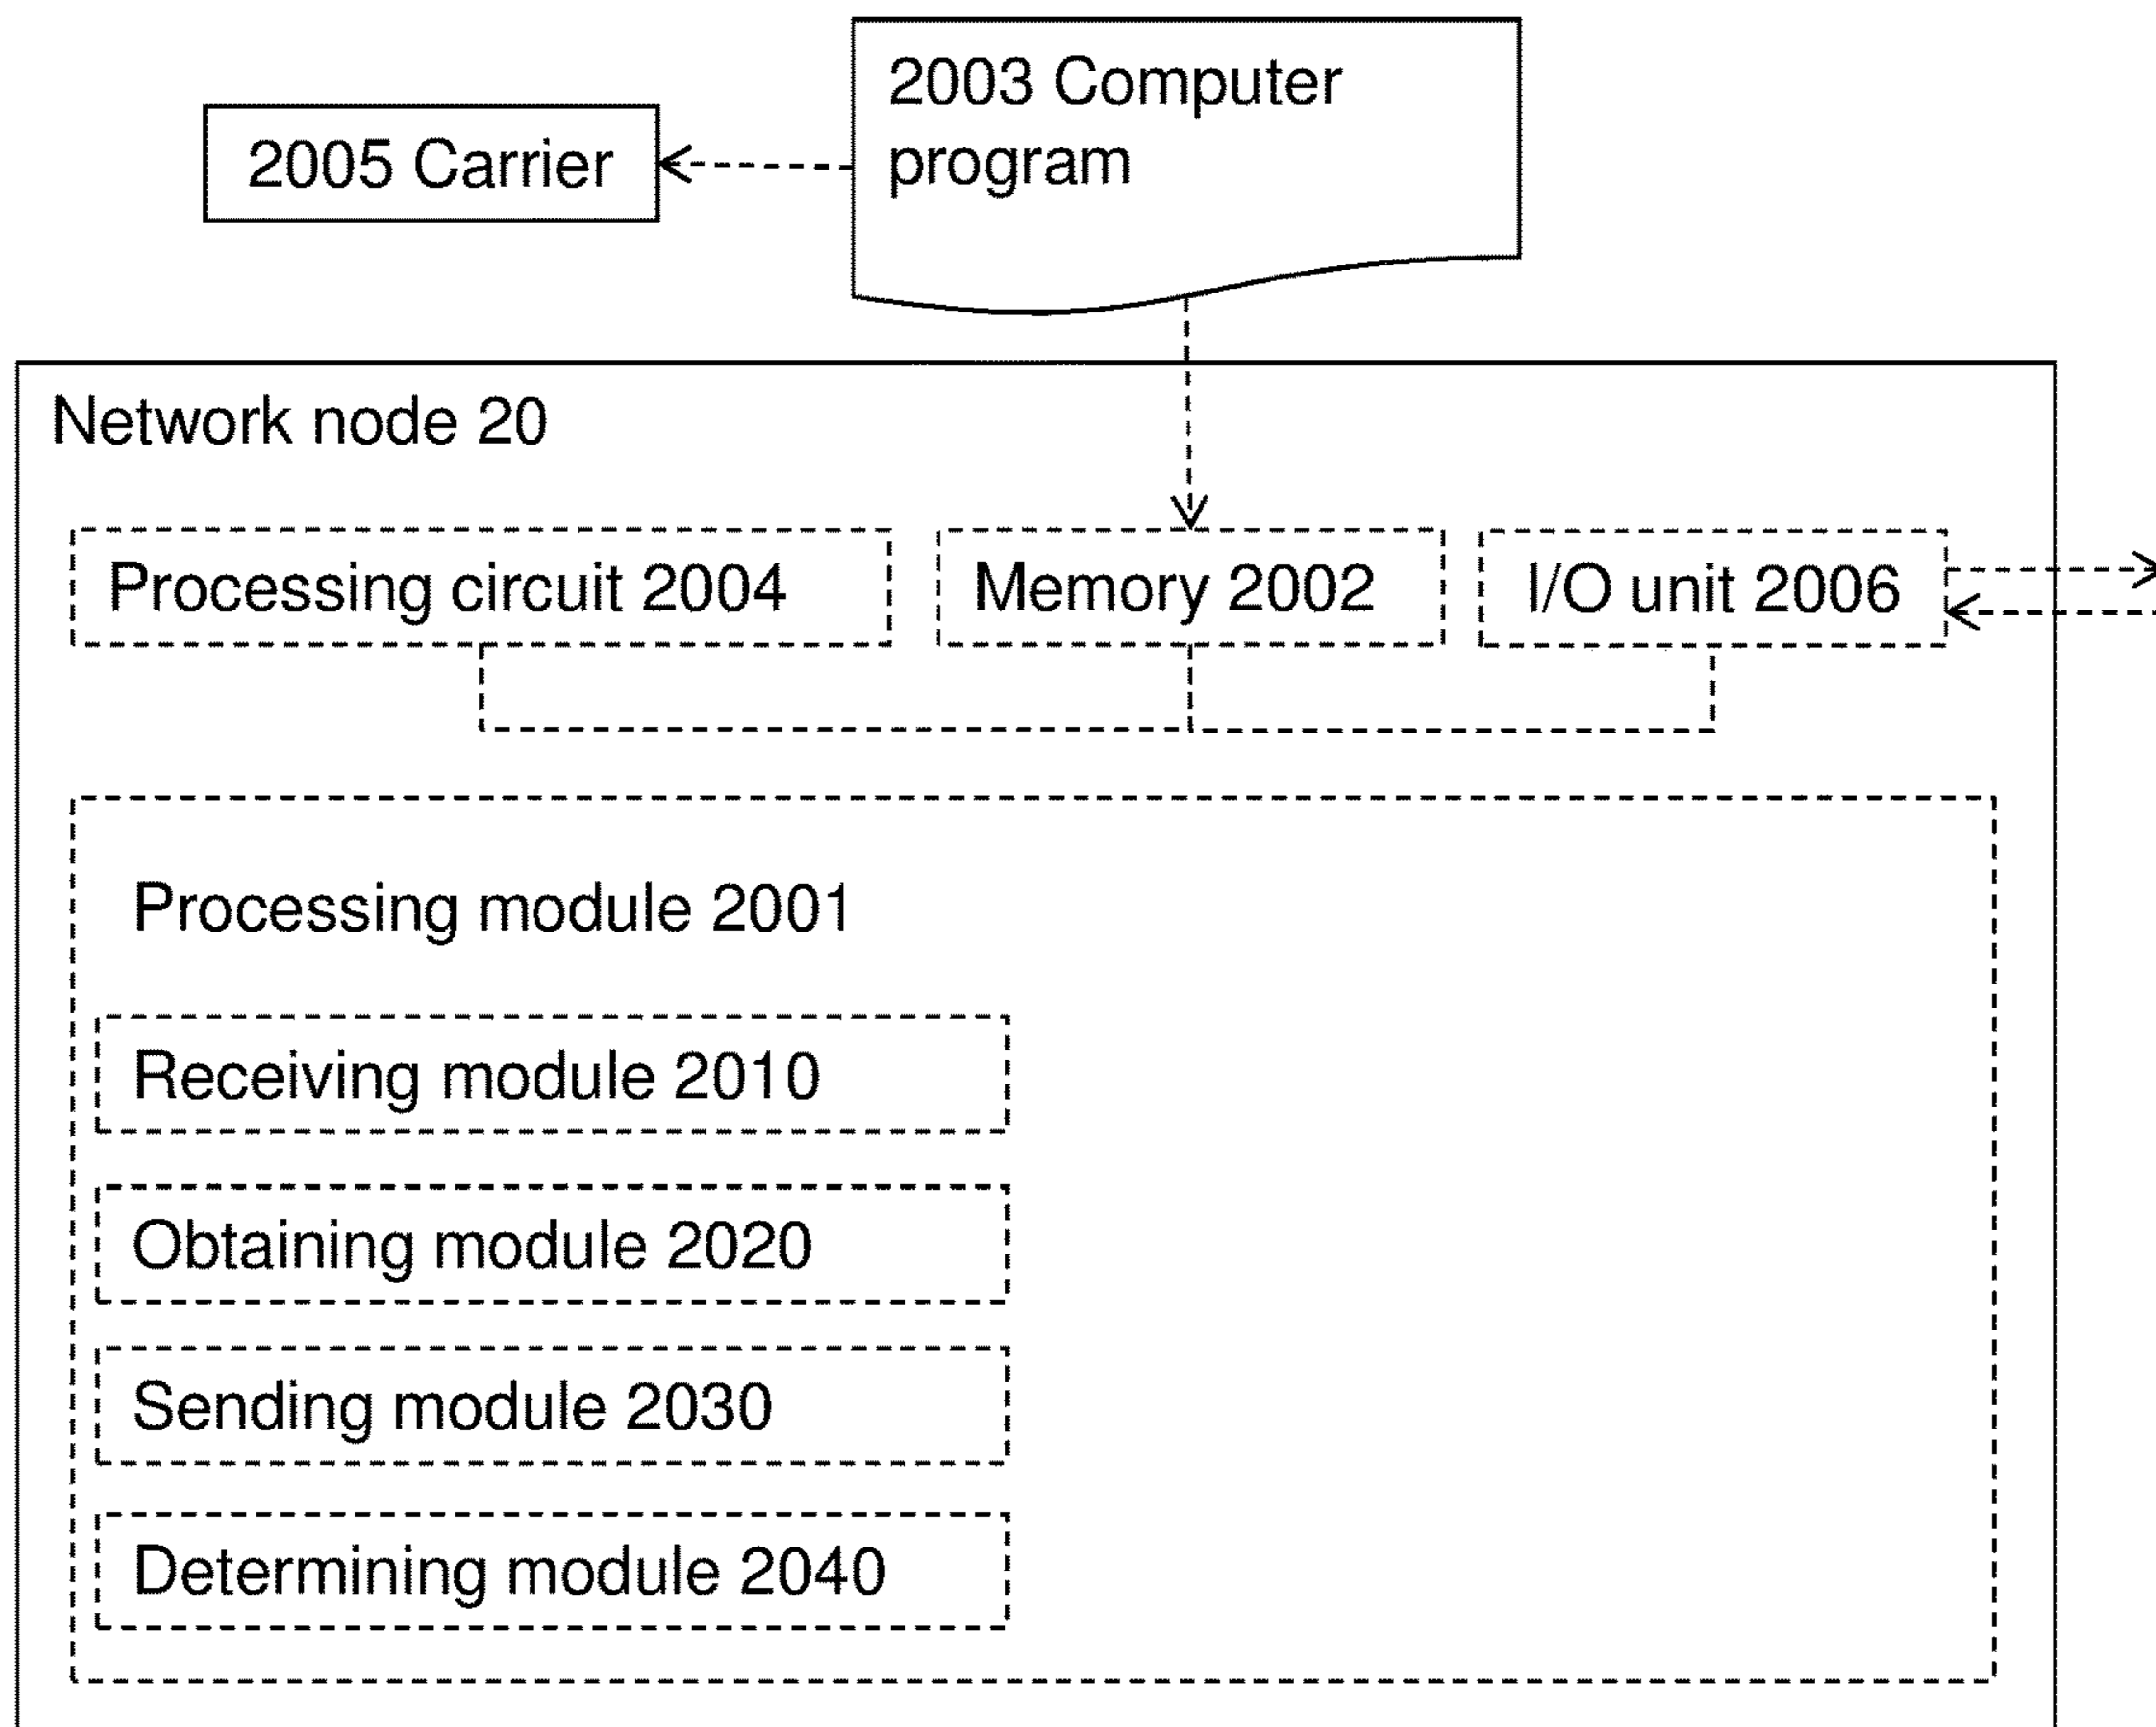 2003 Computer
program
2005 Carrier
Network node 20
Processing circuit 2004
Memory 2002
I/O unit 2006
Processing module 2001
Receiving module 2010
Obtaining module 2020
Sending module 2030
Determining module 2040